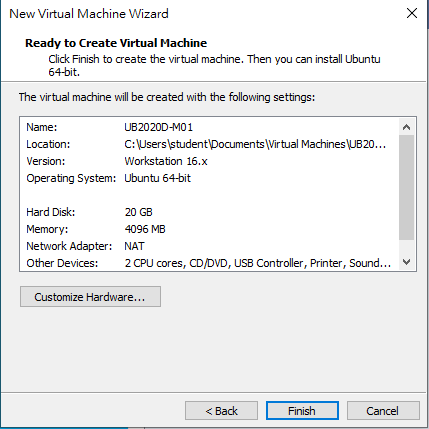 New Virtual Machine Wizard
Ready to Create Virtual Machine
Click Finish to create the virtual machine. Then you can install Ubuntu
64-bit.
The virtual machine will be created with the following settings:
Name: UB2020D-M01
Location: C:\Users\student\Documents\Virtual Machines\UB20...
Version: Workstation 16.x
Operating System: Ubuntu 64-bit
Hard Disk: 20 GB
Memory: 4096 MB
Network Adapter: NAT
Other Devices: 2 CPU cores, CD/DVD, USB Controller, Printer, Sound...
Customize Hardware...
< Back Finish Cancel